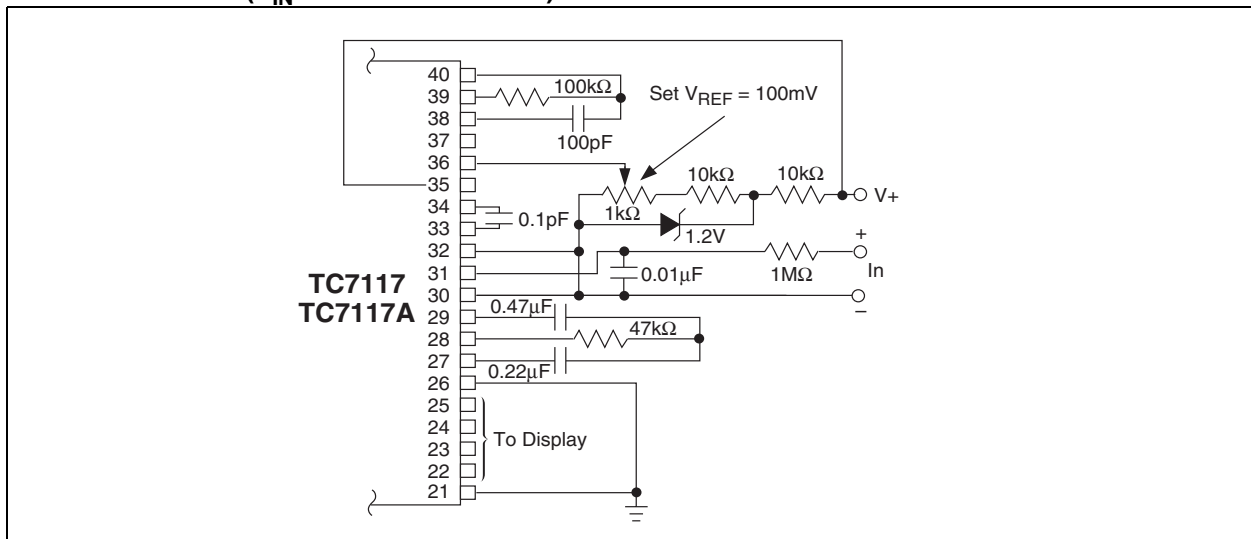 40
39
38
37
36
35
34
33
32
31
30
29
28
27
26
25
24
23
22
21
TC7117
TC7117A
100kΩ
100pF
Set VREF = 100mV
10kΩ
10kΩ
V+
1kΩ
1.2V
0.1pF
+
In
–
0.01µF
1MΩ
0.47µF
47kΩ
0.22µF
To Display